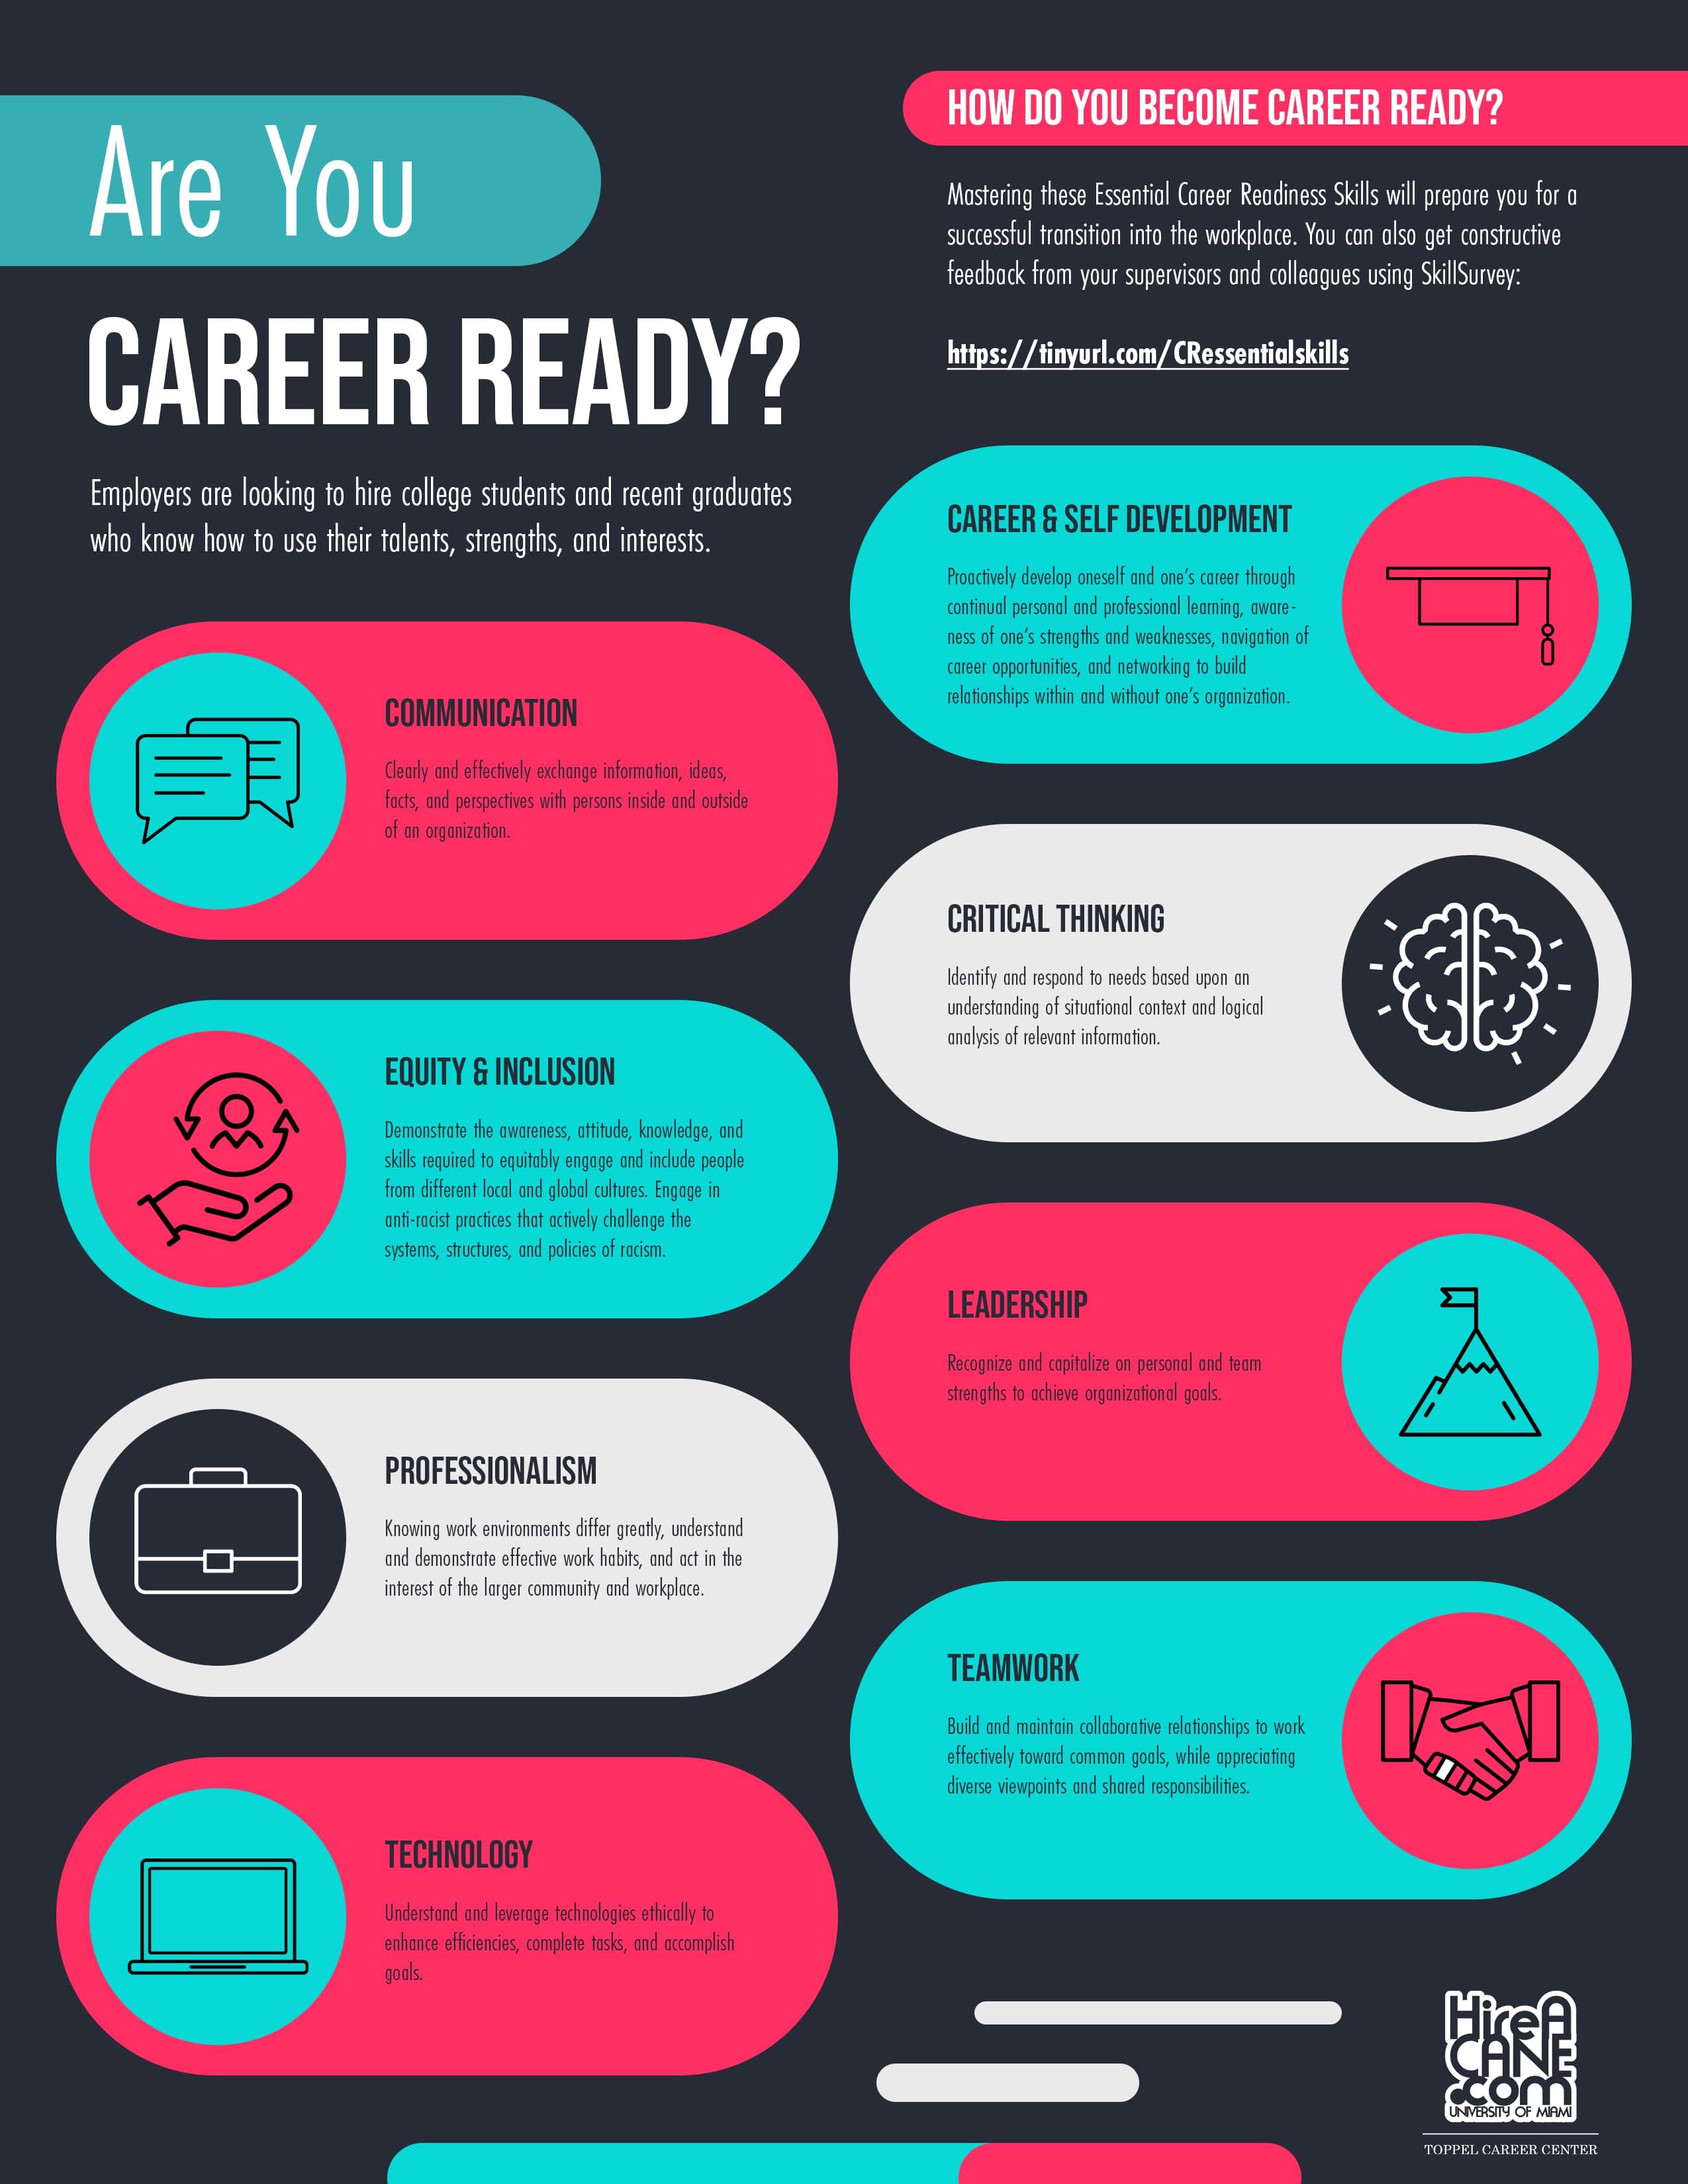 Are You
CAREER READY?
Employers are looking to hire college students and recent graduates
who know how to use their talents, strengths, and interests.
COMMUNICATION
Clearly and effectively exchange information, ideas,
facts, and perspectives with persons inside and outside
of an organization.
EQUITY & INCLUSION
Demonstrate the awareness, attitude, knowledge, and
skills required to equitably engage and include people
from different local and global cultures. Engage in
anti-racist practices that actively challenge the
systems, structures, and policies of racism.
PROFESSIONALISM
Knowing work environments differ greatly, understand
and demonstrate effective work habits, and act in the
interest of the larger community and workplace.
TECHNOLOGY
Understand and leverage technologies ethically to
enhance efficiencies, complete tasks, and accomplish
goals.
HOW DO YOU BECOME CAREER READY?
Mastering these Essential Career Readiness Skills will prepare you for a
successful transition into the workplace. You can also get constructive
feedback from your supervisors and colleagues using SkillSurvey:
https://tinyurl.com/CRessentialskills
CAREER & SELF DEVELOPMENT
Proactively develop oneself and one's career through
continual personal and professional learning, aware-
ness of one's strengths and weaknesses, navigation of
career opportunities, and networking to build
relationships within and without one's organization.
CRITICAL THINKING
Identify and respond to needs based upon an
understanding of situational context and logical
analysis of relevant information.
LEADERSHIP
Recognize and capitalize on personal and team
strengths to achieve organizational goals.
TEAMWORK
Build and maintain collaborative relationships to work
effectively toward common goals, while appreciating
diverse viewpoints and shared responsibilities.
HireA
CANE
.com
UNIVERSITY OF MIAMI
TOPPEL CAREER CENTER